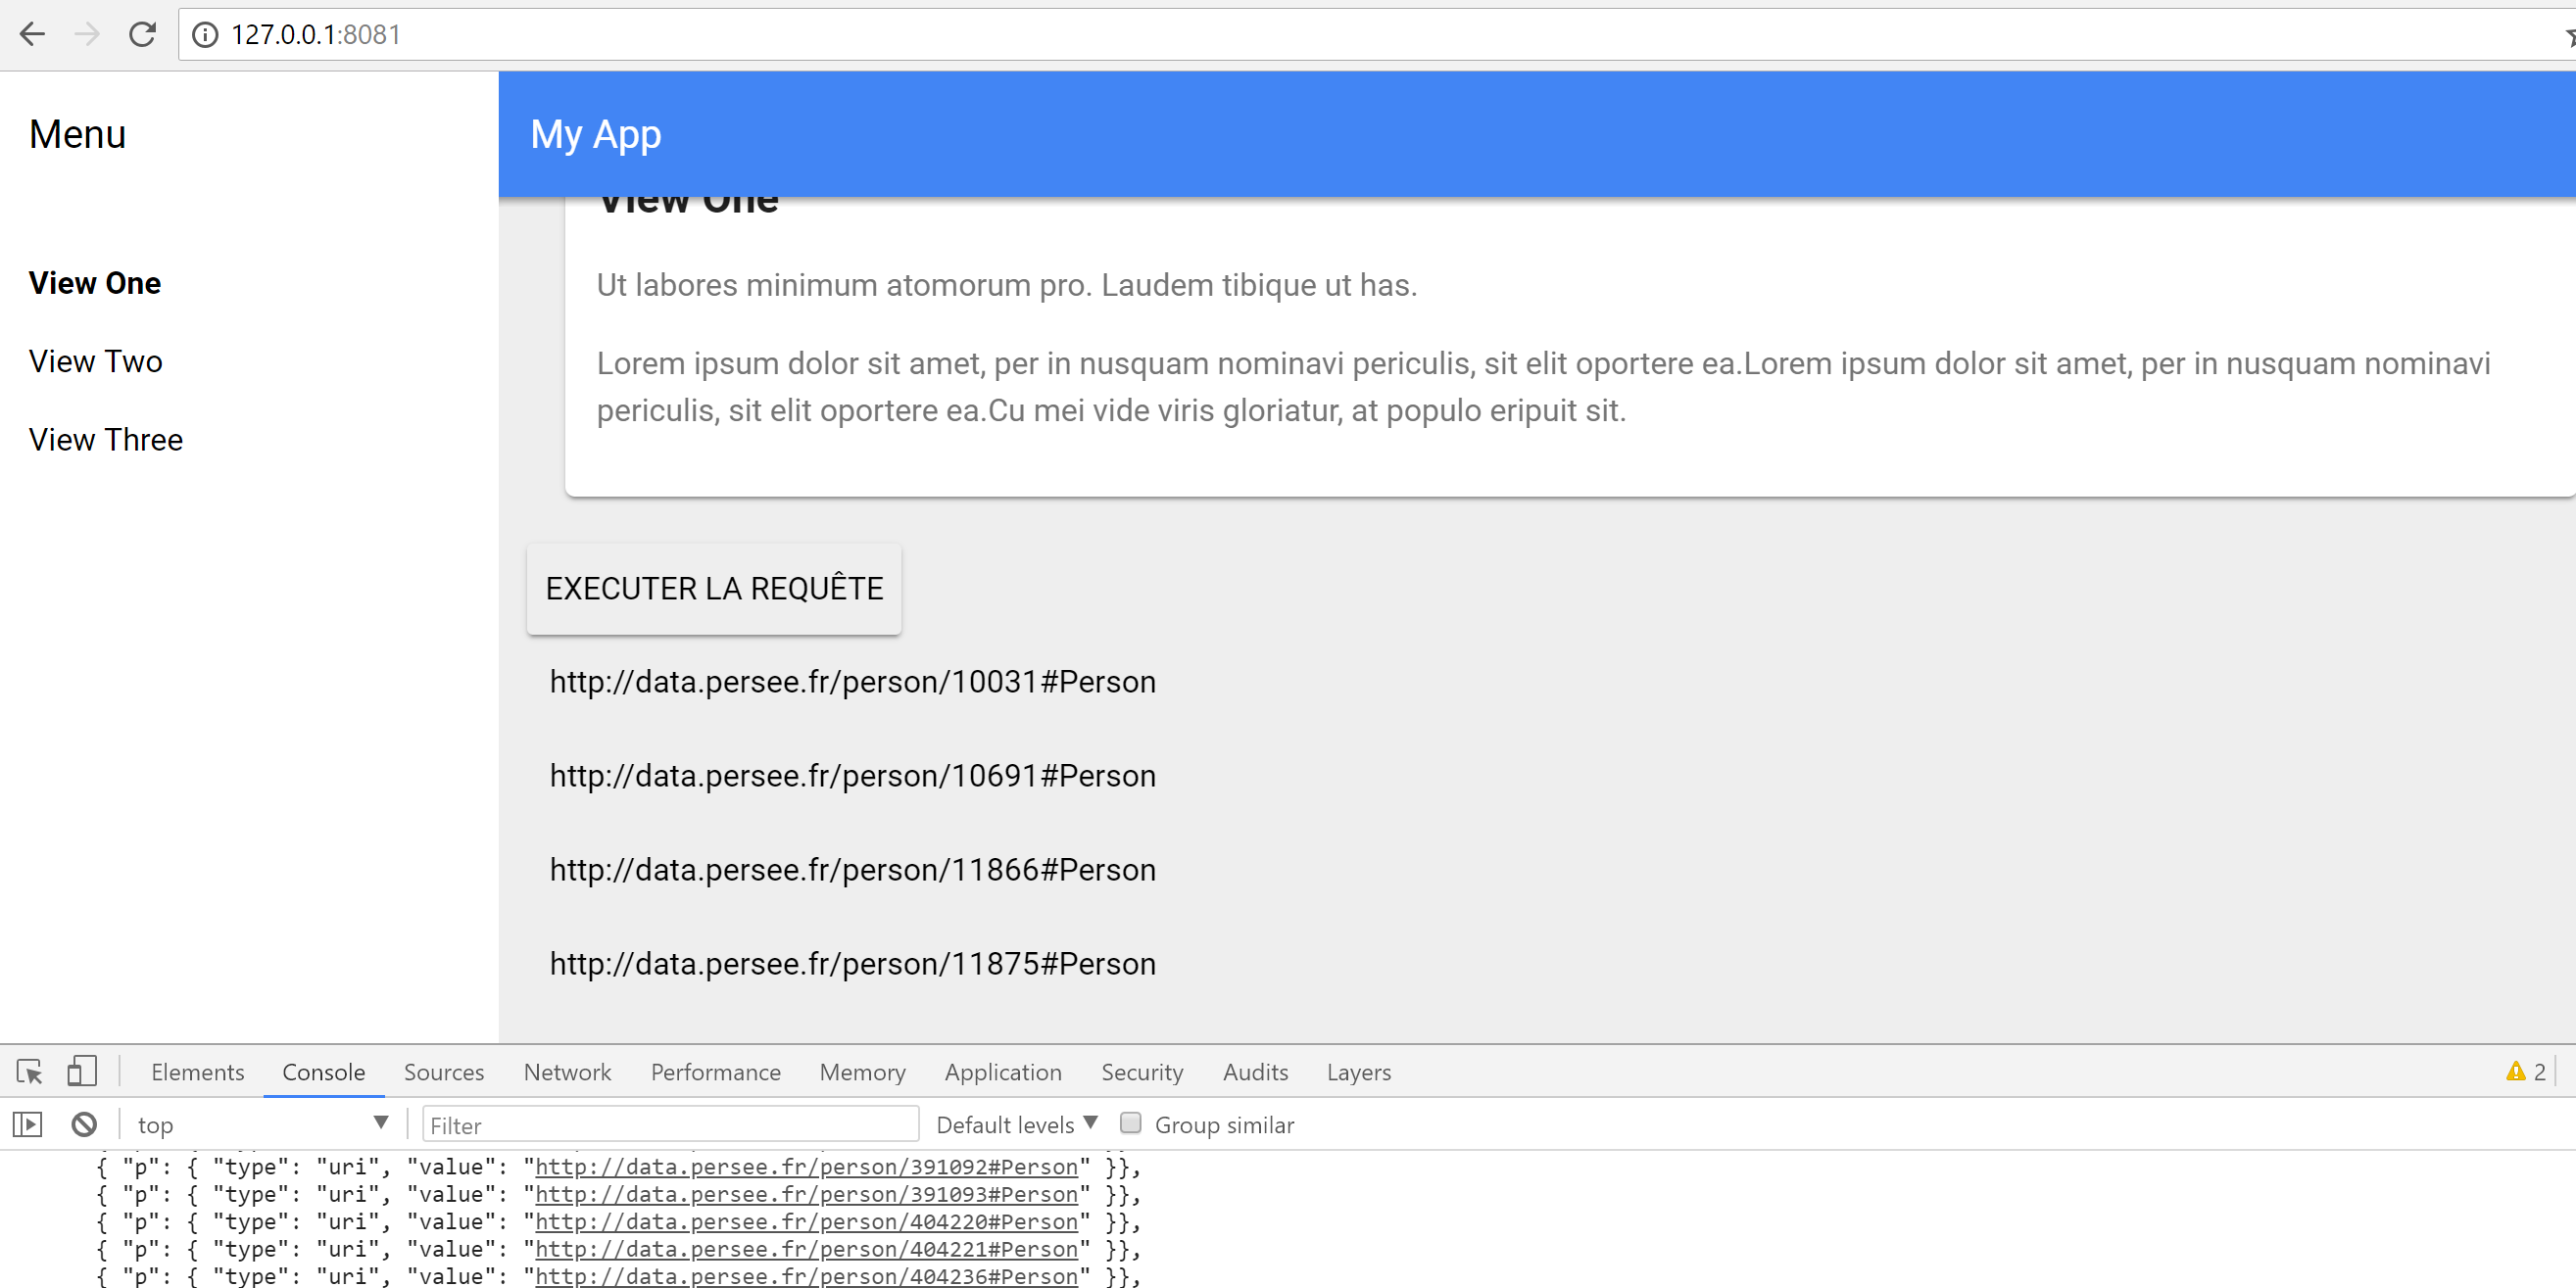 127.0.0.1:8081
Menu
My App
View One
View Two
View Three
View One
Ut labores minimum atomorum pro. Laudem tibique ut has.
Lorem ipsum dolor sit amet, per in nusquam nominavi periculis, sit elit oportere ea.Lorem ipsum dolor sit amet, per in nusquam nominavi
periculis, sit elit oportere ea.Cu mei vide viris gloriatur, at populo eripuit sit.
EXECUTER LA REQUÊTE
http://data.persee.fr/person/10031#Person
http://data.persee.fr/person/10691#Person
http://data.persee.fr/person/11866#Person
http://data.persee.fr/person/11875#Person
Elements Console Sources Network Performance Memory Application Security Audits Layers 2
top Filter Default levels Group similar
{ "p": { "type": "uri", "value": "http://data.persee.fr/person/391092#Person" }},
{ "p": { "type": "uri", "value": "http://data.persee.fr/person/391093#Person" }},
{ "p": { "type": "uri", "value": "http://data.persee.fr/person/404220#Person" }},
{ "p": { "type": "uri", "value": "http://data.persee.fr/person/404221#Person" }},
{ "p": { "type": "uri", "value": "http://data.persee.fr/person/404236#Person" }},